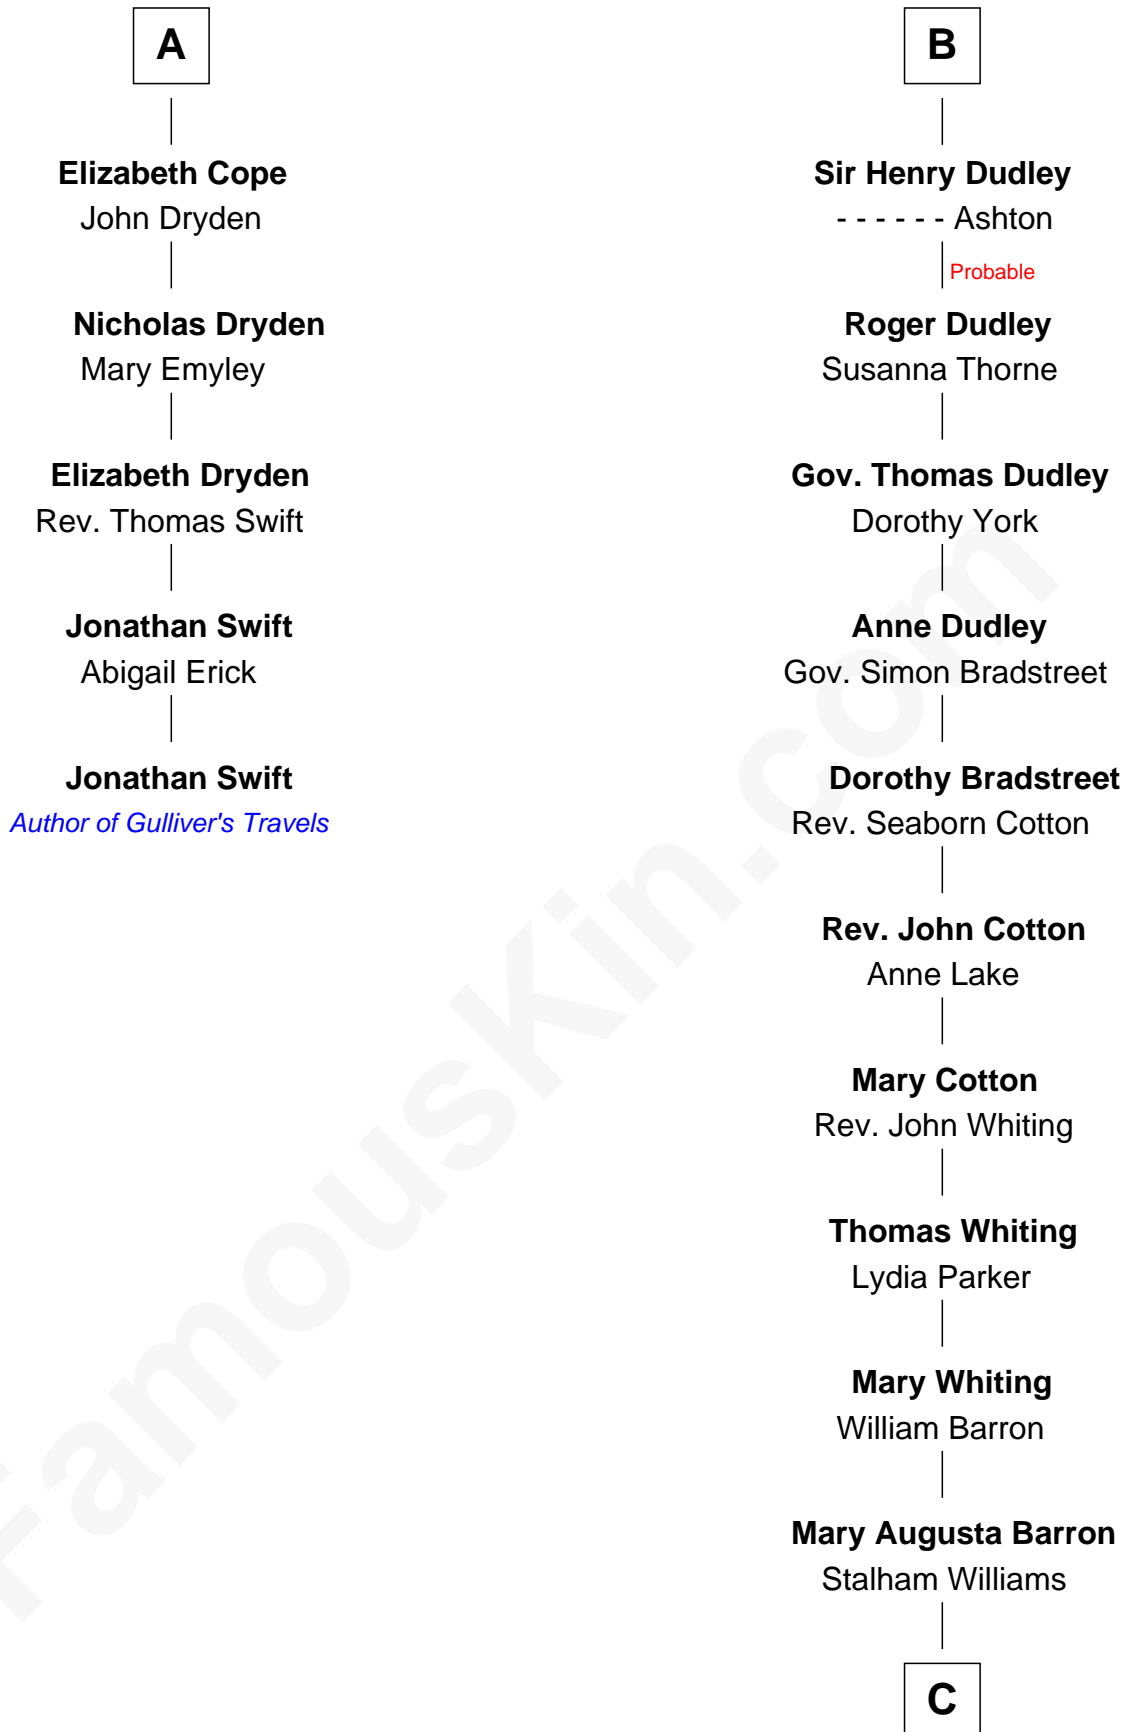 A
Elizabeth Cope
John Dryden
Nicholas Dryden
Mary Emyley
Elizabeth Dryden
Rev. Thomas Swift
Jonathan Swift
Abigail Erick
Jonathan Swift
Author of Gulliver's Travels
B
Sir Henry Dudley
- - - - - - Ashton
Probable
Roger Dudley
Susanna Thorne
Gov. Thomas Dudley
Dorothy York
Anne Dudley
Gov. Simon Bradstreet
Dorothy Bradstreet
Rev. Seaborn Cotton
Rev. John Cotton
Anne Lake
Mary Cotton
Rev. John Whiting
Thomas Whiting
Lydia Parker
Mary Whiting
William Barron
Mary Augusta Barron
Stalham Williams
C
FamousKin.com